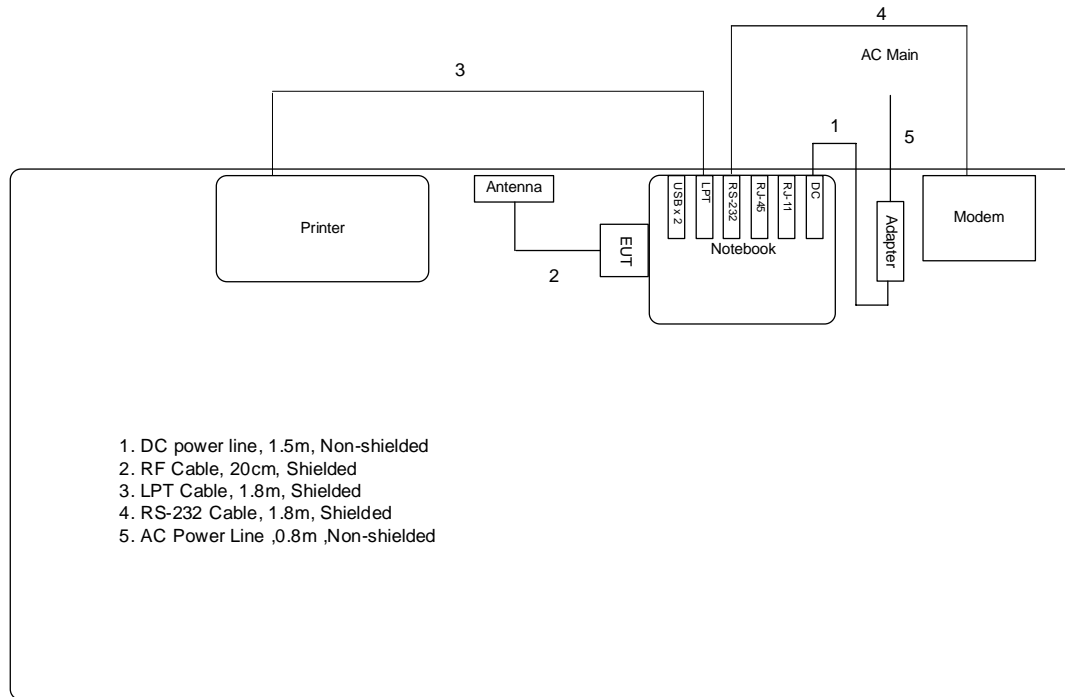 4
AC Main
3
1
5
Antenna
Printer
USB x 2
LPT
RS-232
RJ-45
RJ-11
DC
Modem
Adapter
EUT
Notebook
2
1. DC power line, 1.5m, Non-shielded
2. RF Cable, 20cm, Shielded
3. LPT Cable, 1.8m, Shielded
4. RS-232 Cable, 1.8m, Shielded
5. AC Power Line ,0.8m ,Non-shielded